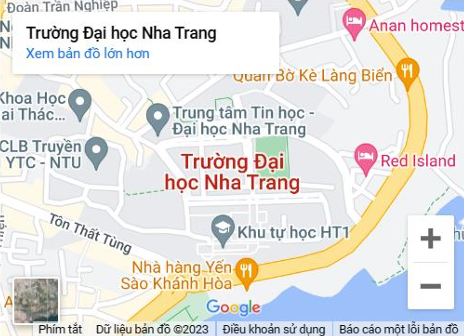 Đoàn Trần Nghiệp
Trường Đại học Nha Trang
Xem bản đồ lớn hơn
Anan homest
Quán Bò Kè Làng Biển
Khoa Học
ai Thác...
Trung tâm Tin học -
Đại học Nha Trang
CLB Truyền
YTC - NTU
Trường Đại
học Nha Trang
Red Island
Tôn Thất Tùng
Khu tự học HT1
Nhà hàng Yến
Sào Khánh Hòa
Google
Phím tắt
Dữ liệu bản đồ ©2023
Điều khoản sử dụng
Báo cáo một lỗi bản đồ